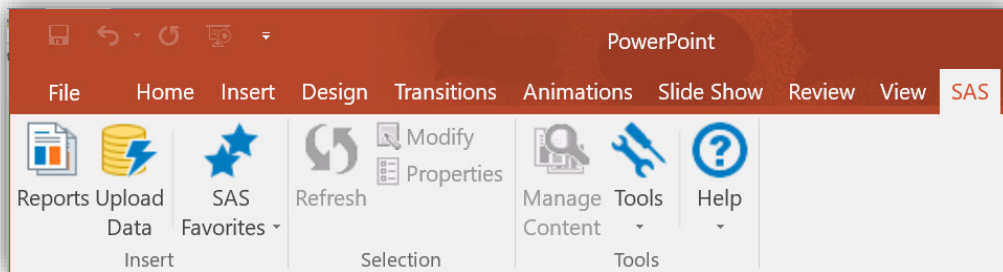 PowerPoint
File Home Insert Design Transitions Animations Slide Show Review View SAS
Reports Upload Data SAS Favorites Refresh Modify Properties Manage Content Tools Help
Insert Selection Tools